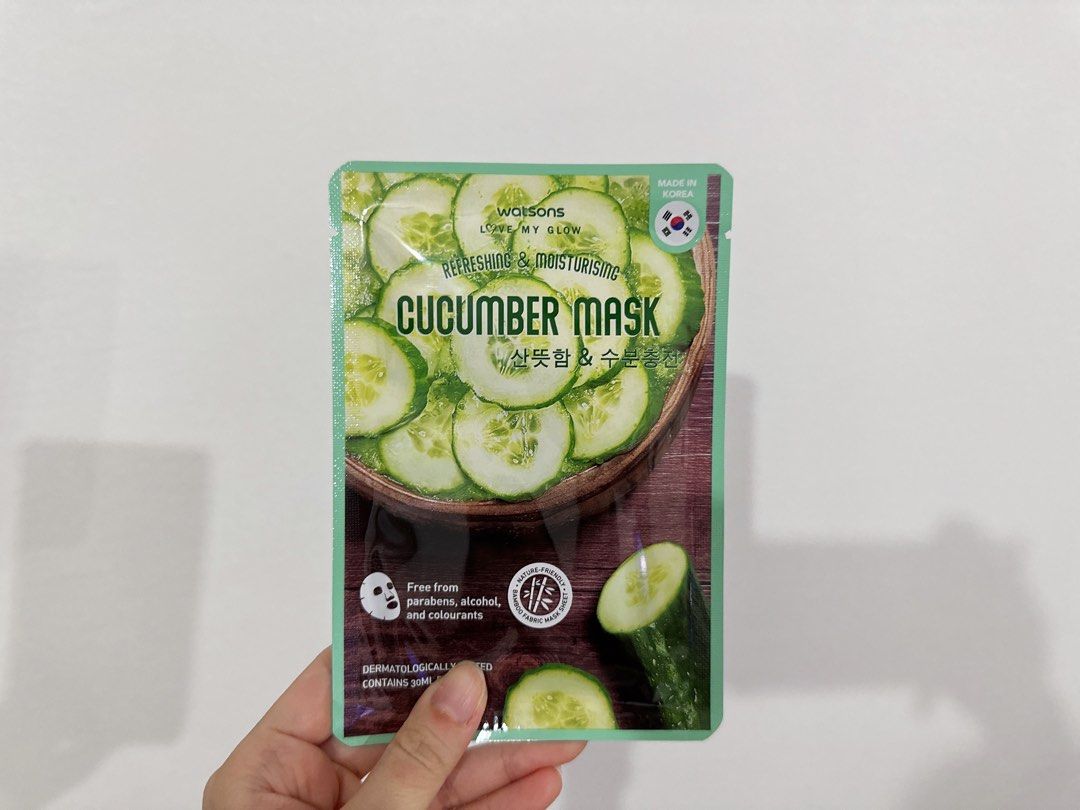 MADE IN
KOREA
watsons
LOVE MY GLOW
REFRESHING & MOISTURISING
CUCUMBER MASK
산뜻함 & 수분충전
Free from
parabens, alcohol,
and colourants
NATURE-FRIENDLY
BAMBOO FABRIC MASK SHEET
DERMATOLOGICALLY
CONTAINS 30ML